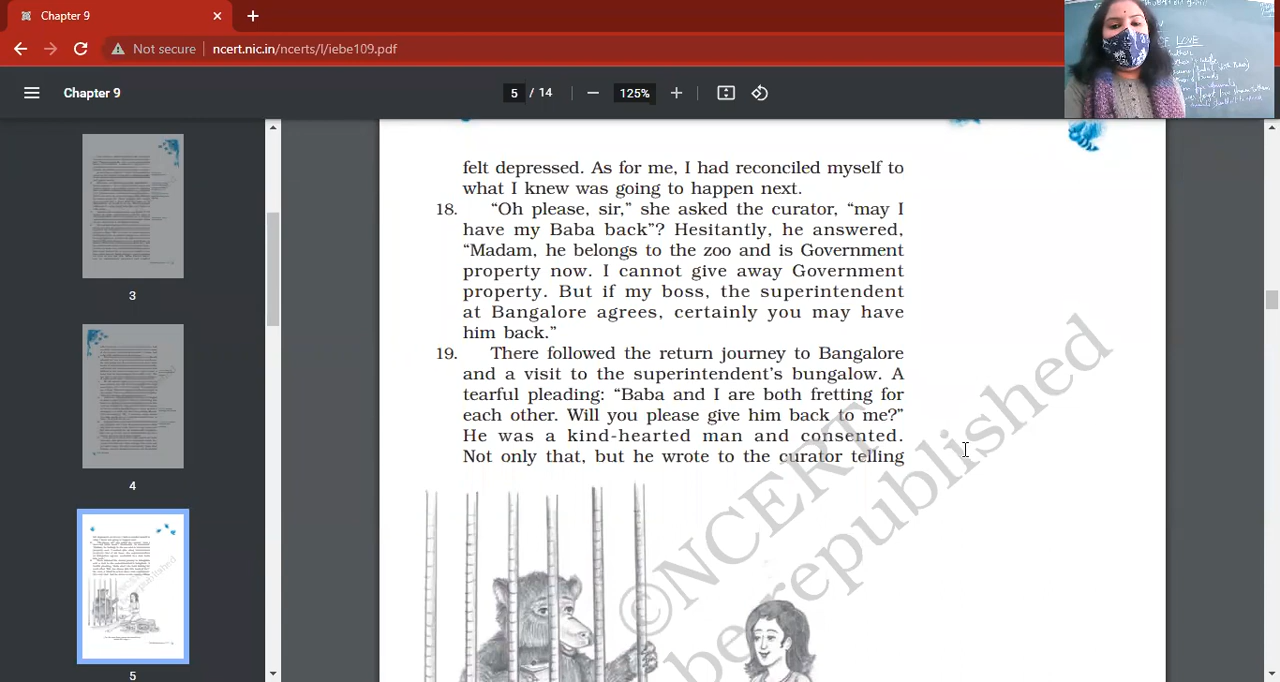 Chapter 9
Not secure
ncert.nic.in/ncerts/l/iebe109.pdf
OF LOVE
Chapter 9
5 / 14
125%
3
4
5
felt depressed. As for me, I had reconciled myself to
what I knew was going to happen next.
18. “Oh please, sir,” she asked the curator, “may I
have my Baba back”? Hesitantly, he answered,
“Madam, he belongs to the zoo and is Government
property now. I cannot give away Government
property. But if my boss, the superintendent
at Bangalore agrees, certainly you may have
him back.”
19. There followed the return journey to Bangalore
and a visit to the superintendent’s bungalow. A
tearful pleading: “Baba and I are both fretting for
each other. Will you please give him back to me?”
He was a kind-hearted man and consented.
Not only that, but he wrote to the curator telling
©NCERT
be republished